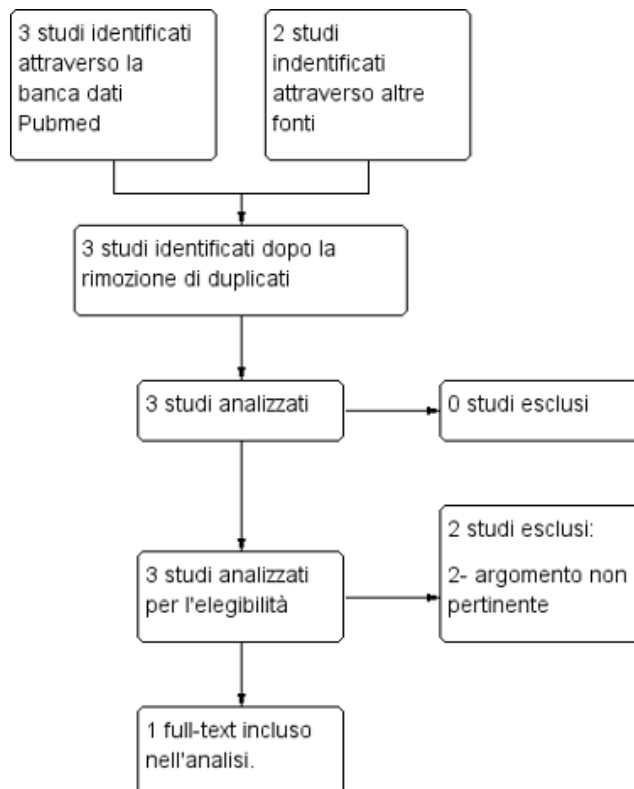 3 studi identificati
attraverso la
banca dati
Pubmed
2 studi
indentificati
attraverso altre
fonti
3 studi identificati dopo la
rimozione di duplicati
3 studi analizzati
0 studi esclusi
3 studi analizzati
per l'elegibilità
2 studi esclusi:
2- argomento non
pertinente
1 full-text incluso
nell'analisi.